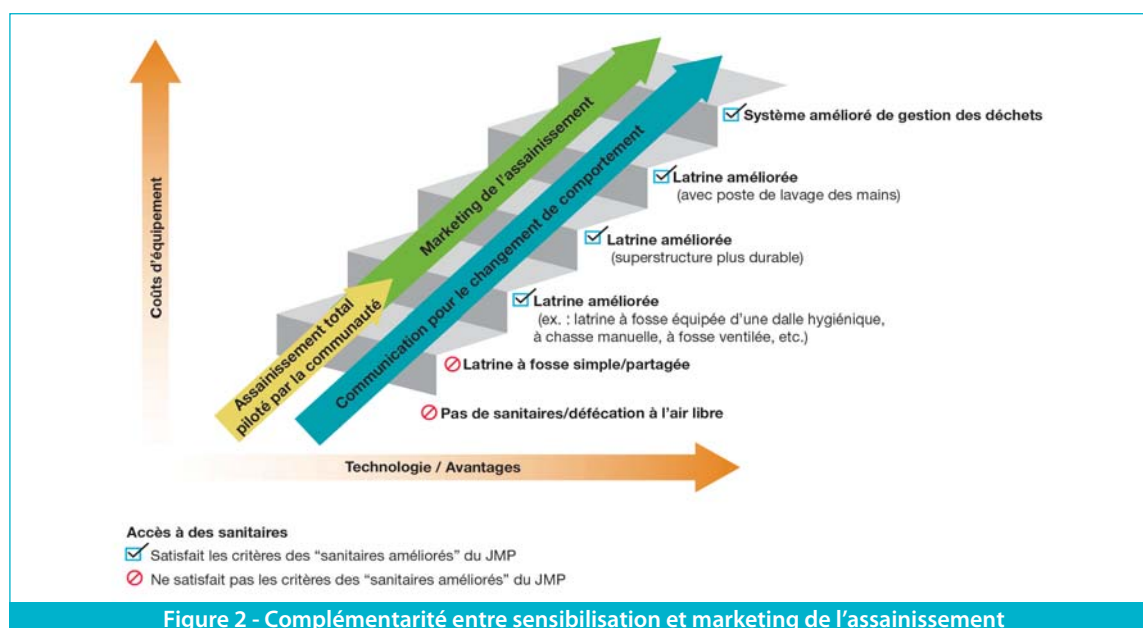 Coûts d'équipement
Assainissement total
piloté par la communauté
Marketing de l'assainissement
Communication pour le changement de comportement
Système amélioré de gestion des déchets
Latrine améliorée
(avec poste de lavage des mains)
Latrine améliorée
(superstructure plus durable)
Latrine améliorée
(ex. : latrine à fosse équipée d'une dalle hygiénique,
à chasse manuelle, à fosse ventilée, etc.)
Latrine à fosse simple/partagée
Pas de sanitaires/défécation à l'air libre
Technologie / Avantages
Accès à des sanitaires
Satisfait les critères des "sanitaires améliorés" du JMP
Ne satisfait pas les critères des "sanitaires améliorés" du JMP
Figure 2 - Complémentarité entre sensibilisation et marketing de l'assainissement